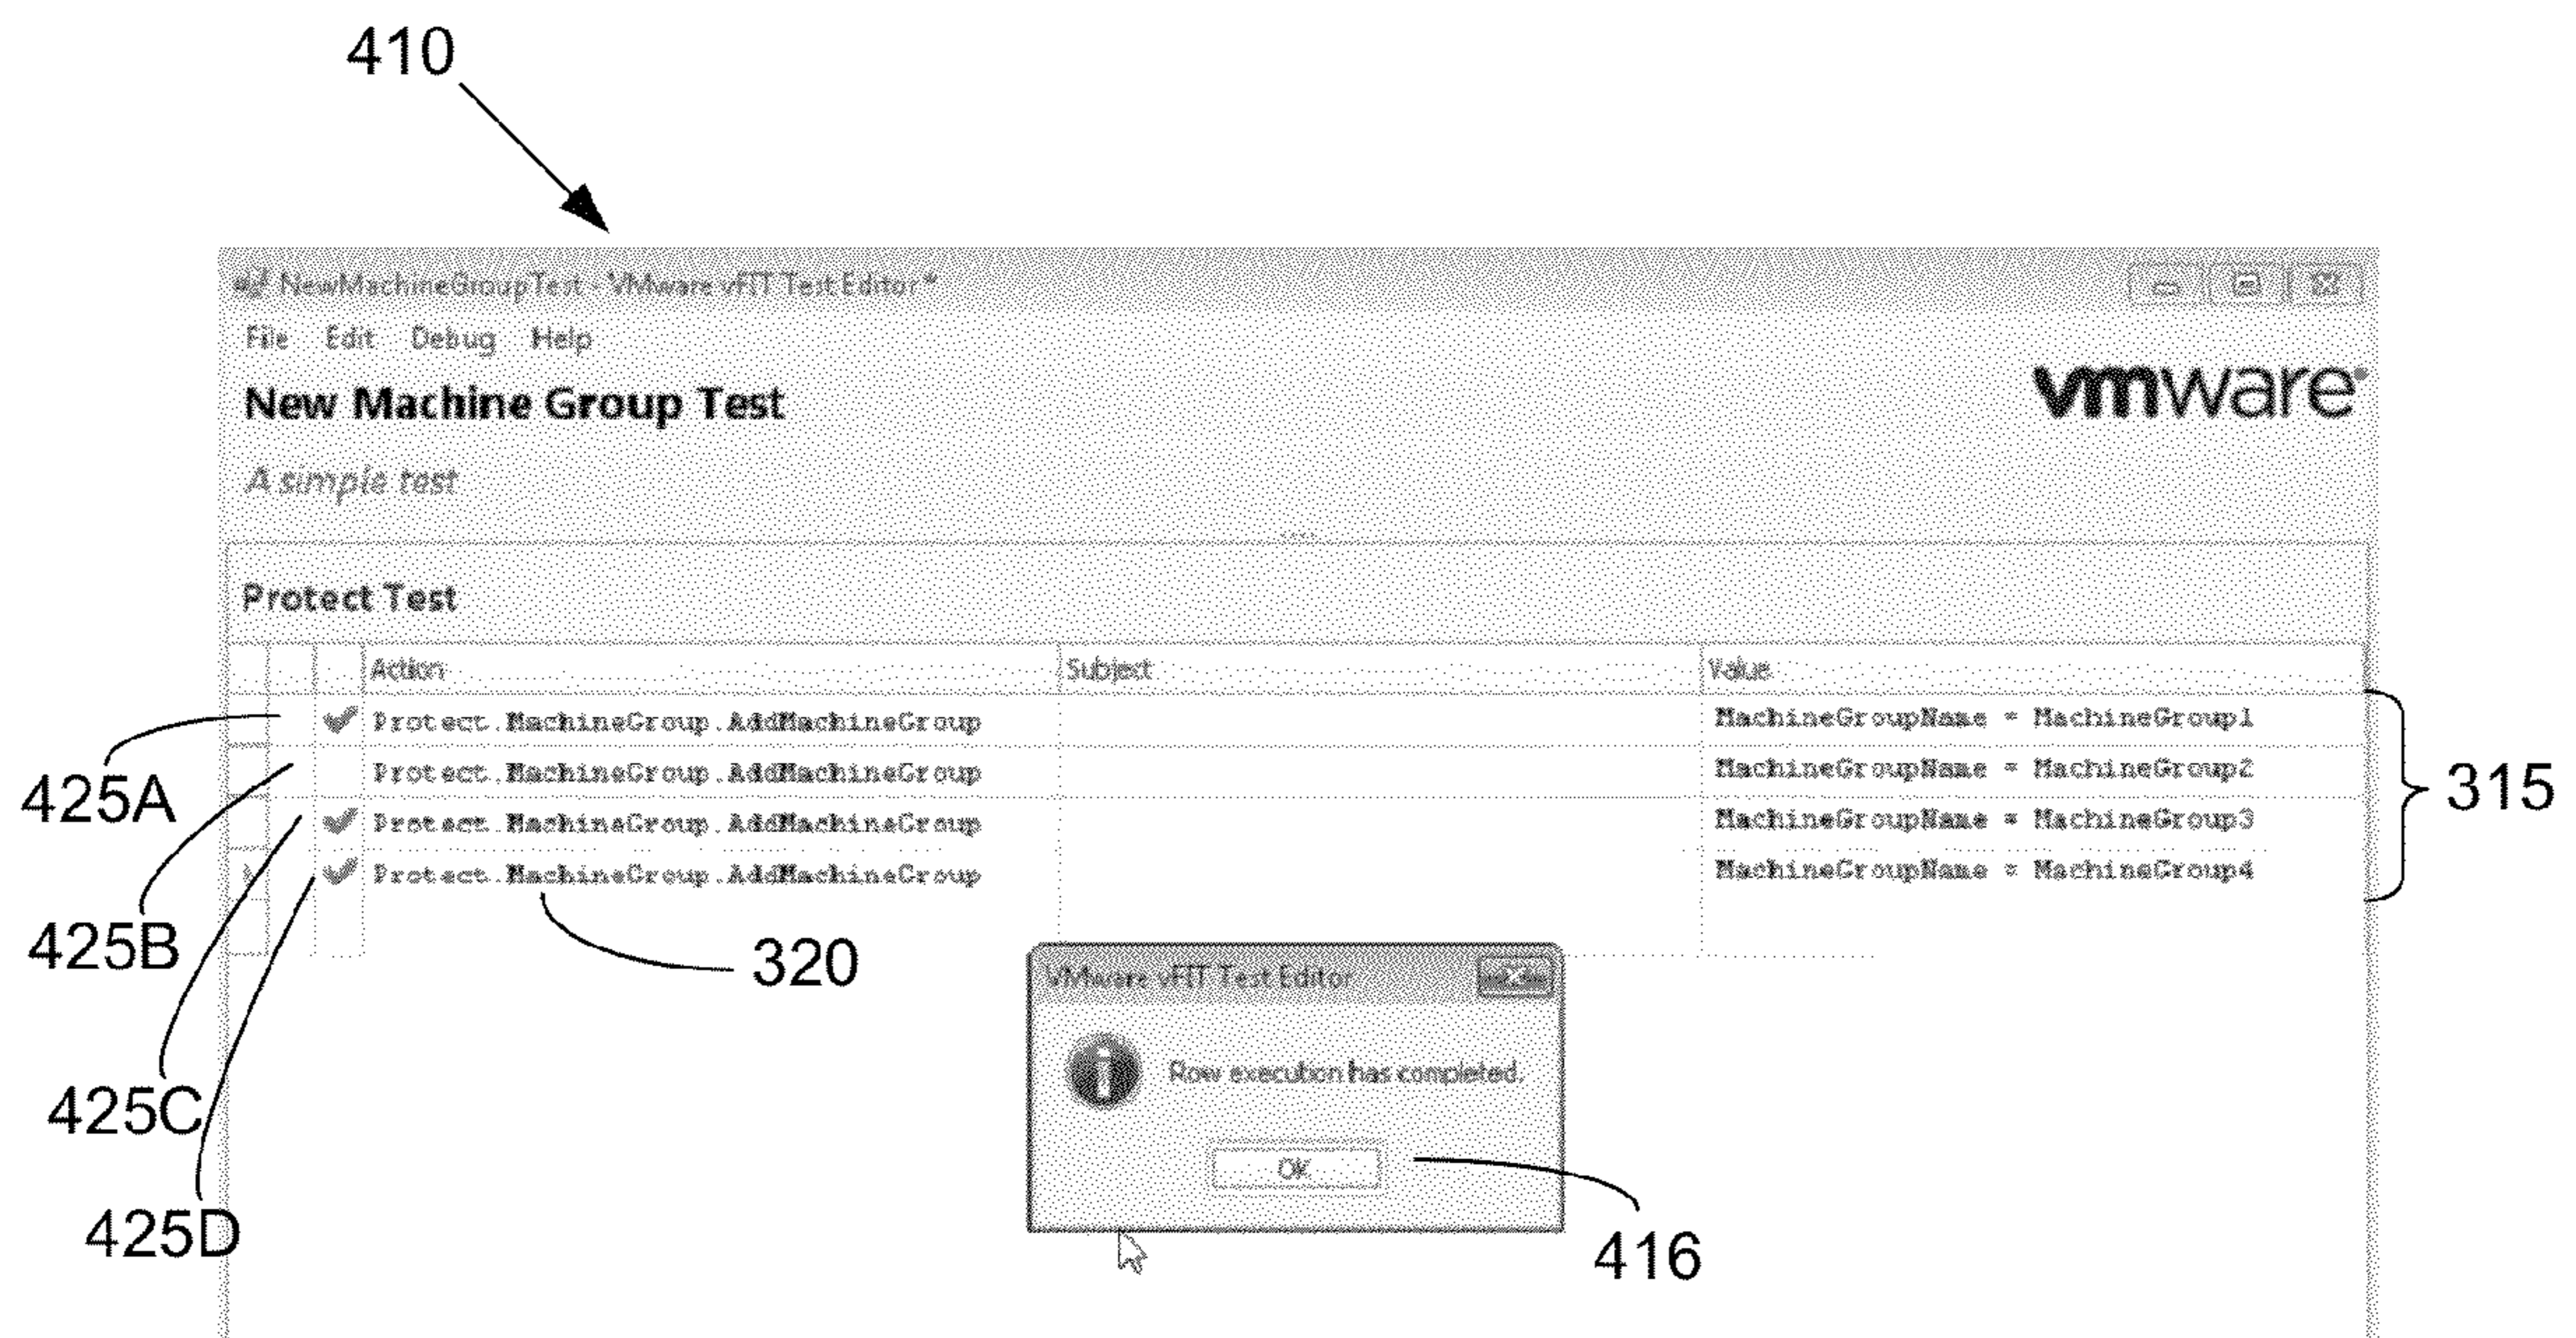 410
NewMachineGroupTest - VMware vFIT Test Editor*
File Edit Debug Help
New Machine Group Test
vmware®
A simple test
Protect Test
Action Subject Value
Protect.MachineGroup.AddMachineGroup MachineGroupName = MachineGroup1
Protect.MachineGroup.AddMachineGroup MachineGroupName = MachineGroup2
Protect.MachineGroup.AddMachineGroup MachineGroupName = MachineGroup3
Protect.MachineGroup.AddMachineGroup MachineGroupName = MachineGroup4
425A
315
425B
320
VMware vFIT Test Editor
Row execution has completed.
425C
OK
425D
416